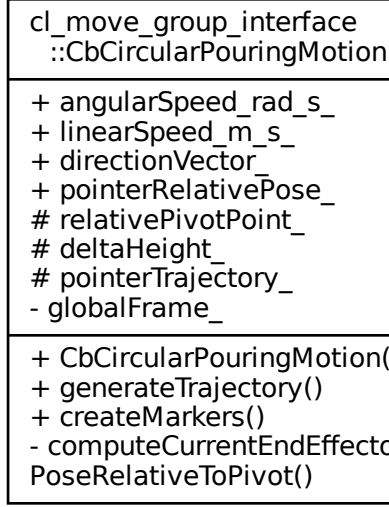 cl_move_group_interface
::CbCircularPouringMotion
+ angularSpeed_rad_s_
+ linearSpeed_m_s_
+ directionVector_
+ pointerRelativePose_
# relativePivotPoint_
# deltaHeight_
# pointerTrajectory_
- globalFrame_
+ CbCircularPouringMotion(
+ generateTrajectory()
+ createMarkers()
- computeCurrentEndEffecto
PoseRelativeToPivot()